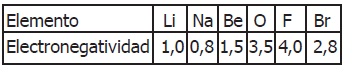 Elemento Li Na Be O F Br
Electronegatividad 1,0 0,8 1,5 3,5 4,0 2,8